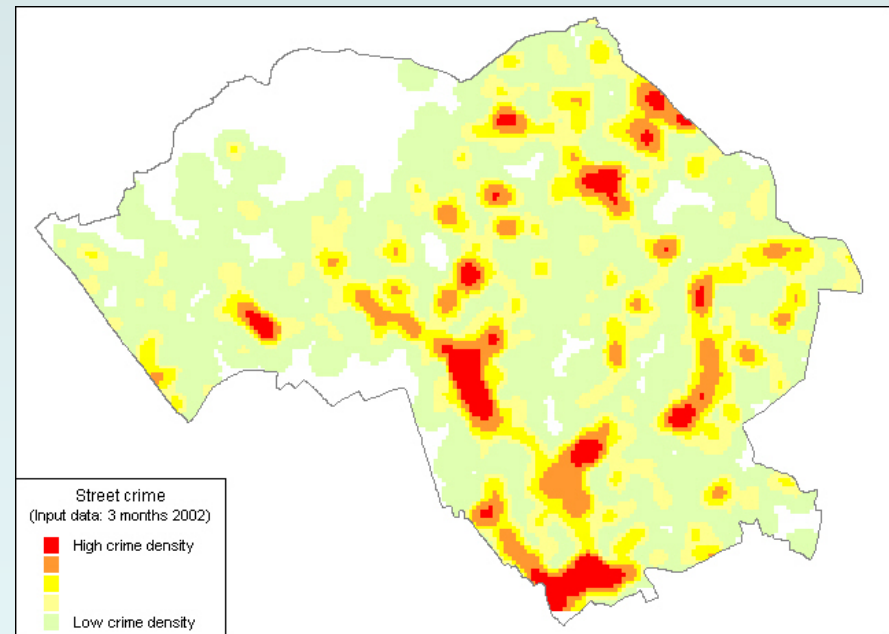 Street crime
(Input data: 3 months 2002)
High crime density
Low crime density